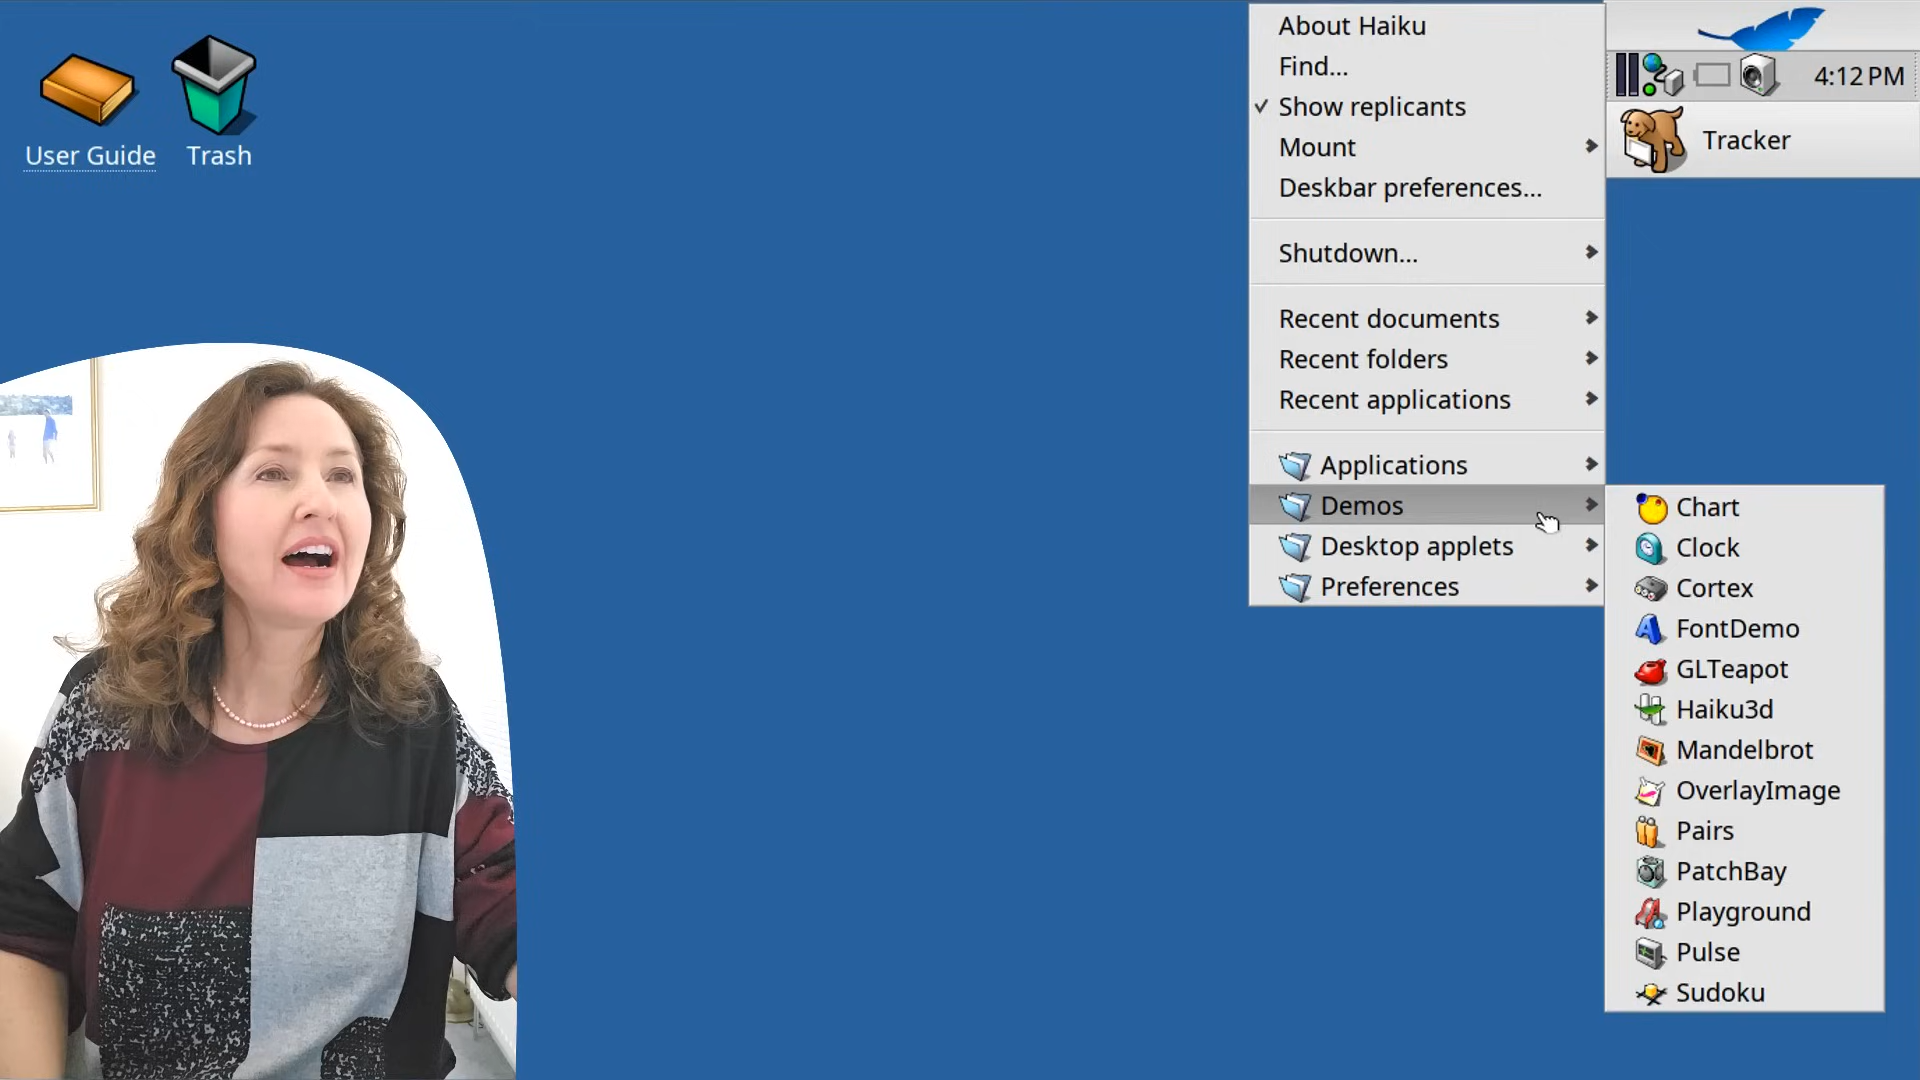 User Guide
Trash
About Haiku
Find...
Show replicants
Mount
Deskbar preferences...
Shutdown...
Recent documents
Recent folders
Recent applications
Applications
Demos
Desktop applets
Preferences
4:12 PM
Tracker
Chart
Clock
Cortex
FontDemo
GLTeapot
Haiku3d
Mandelbrot
OverlayImage
Pairs
PatchBay
Playground
Pulse
Sudoku